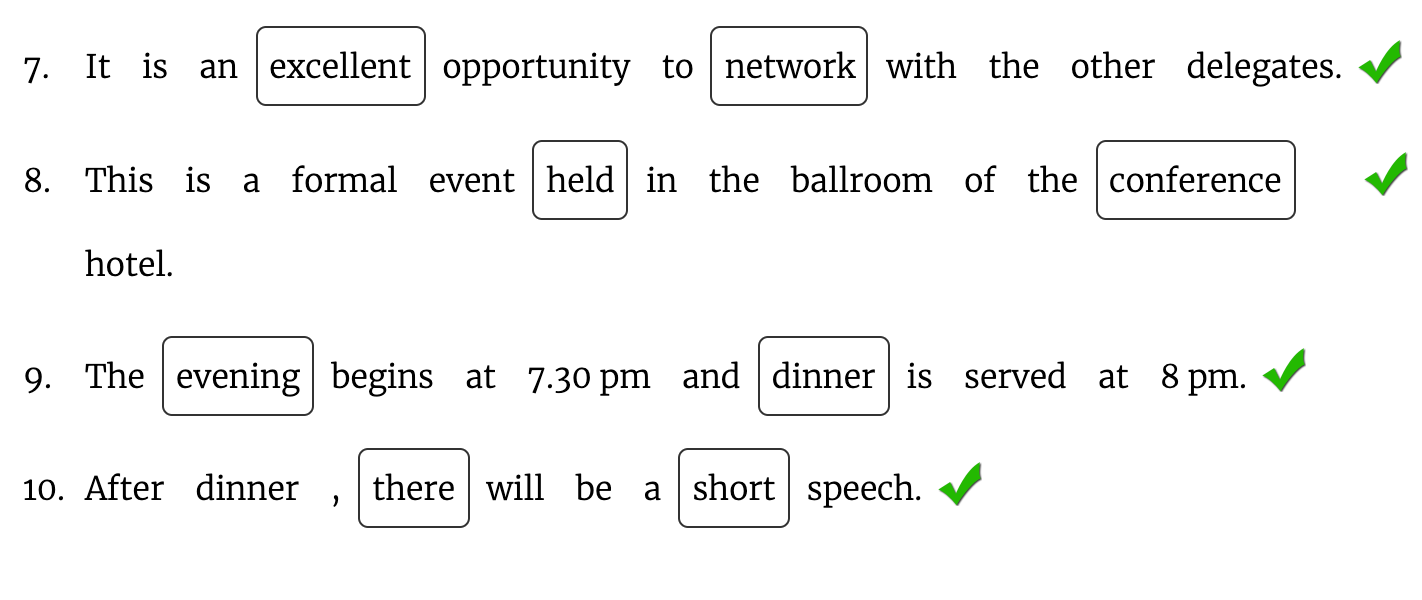 7. It is an excellent opportunity to network with the other delegates.
8. This is a formal event held in the ballroom of the conference
hotel.
9. The evening begins at 7.30 pm and dinner is served at 8 pm.
10. After dinner , there will be a short speech.